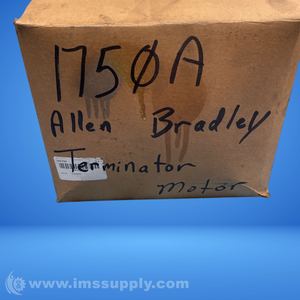 1750A
Allen Bradley
Terminator
motor
www.imssupply.com